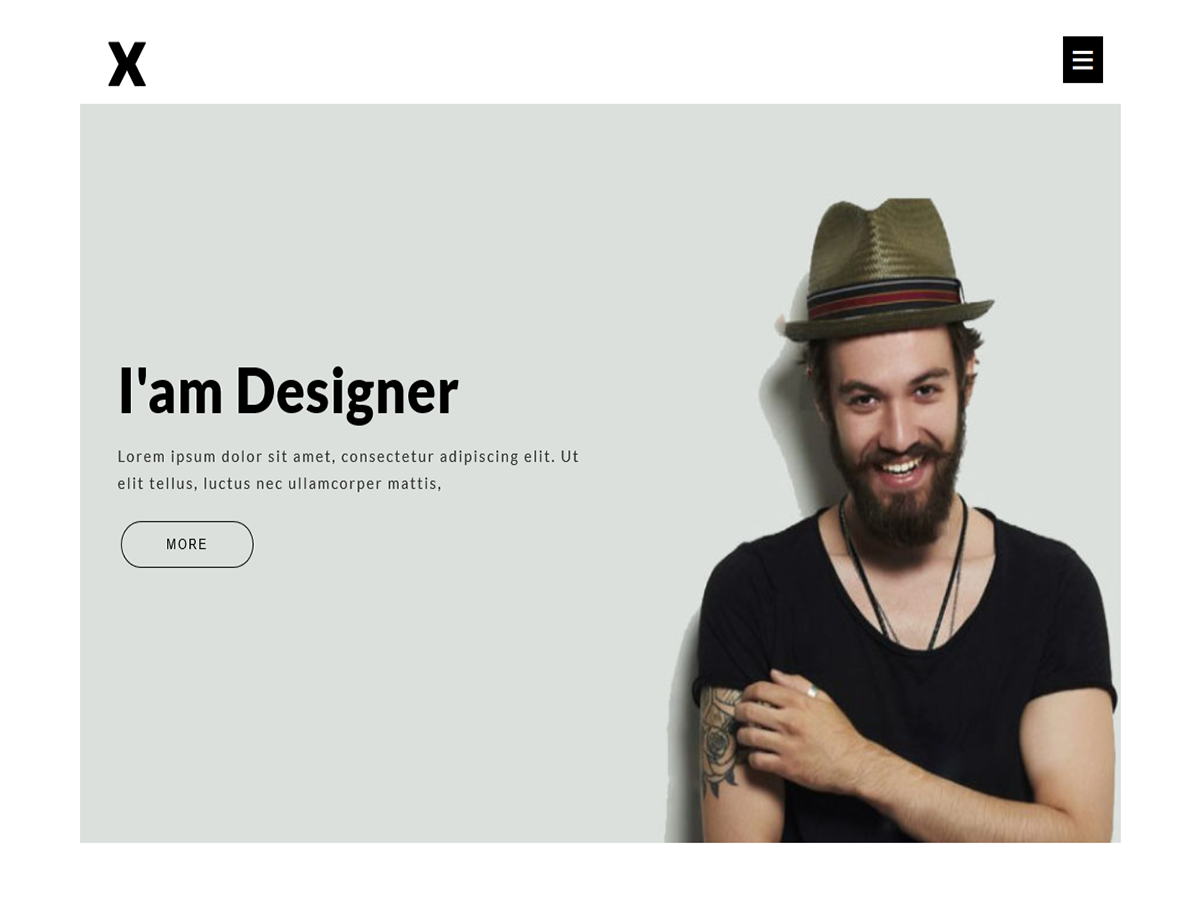 X
I'am Designer
Lorem ipsum dolor sit amet, consectetur adipiscing elit. Ut
elit tellus, luctus nec ullamcorper mattis,
MORE